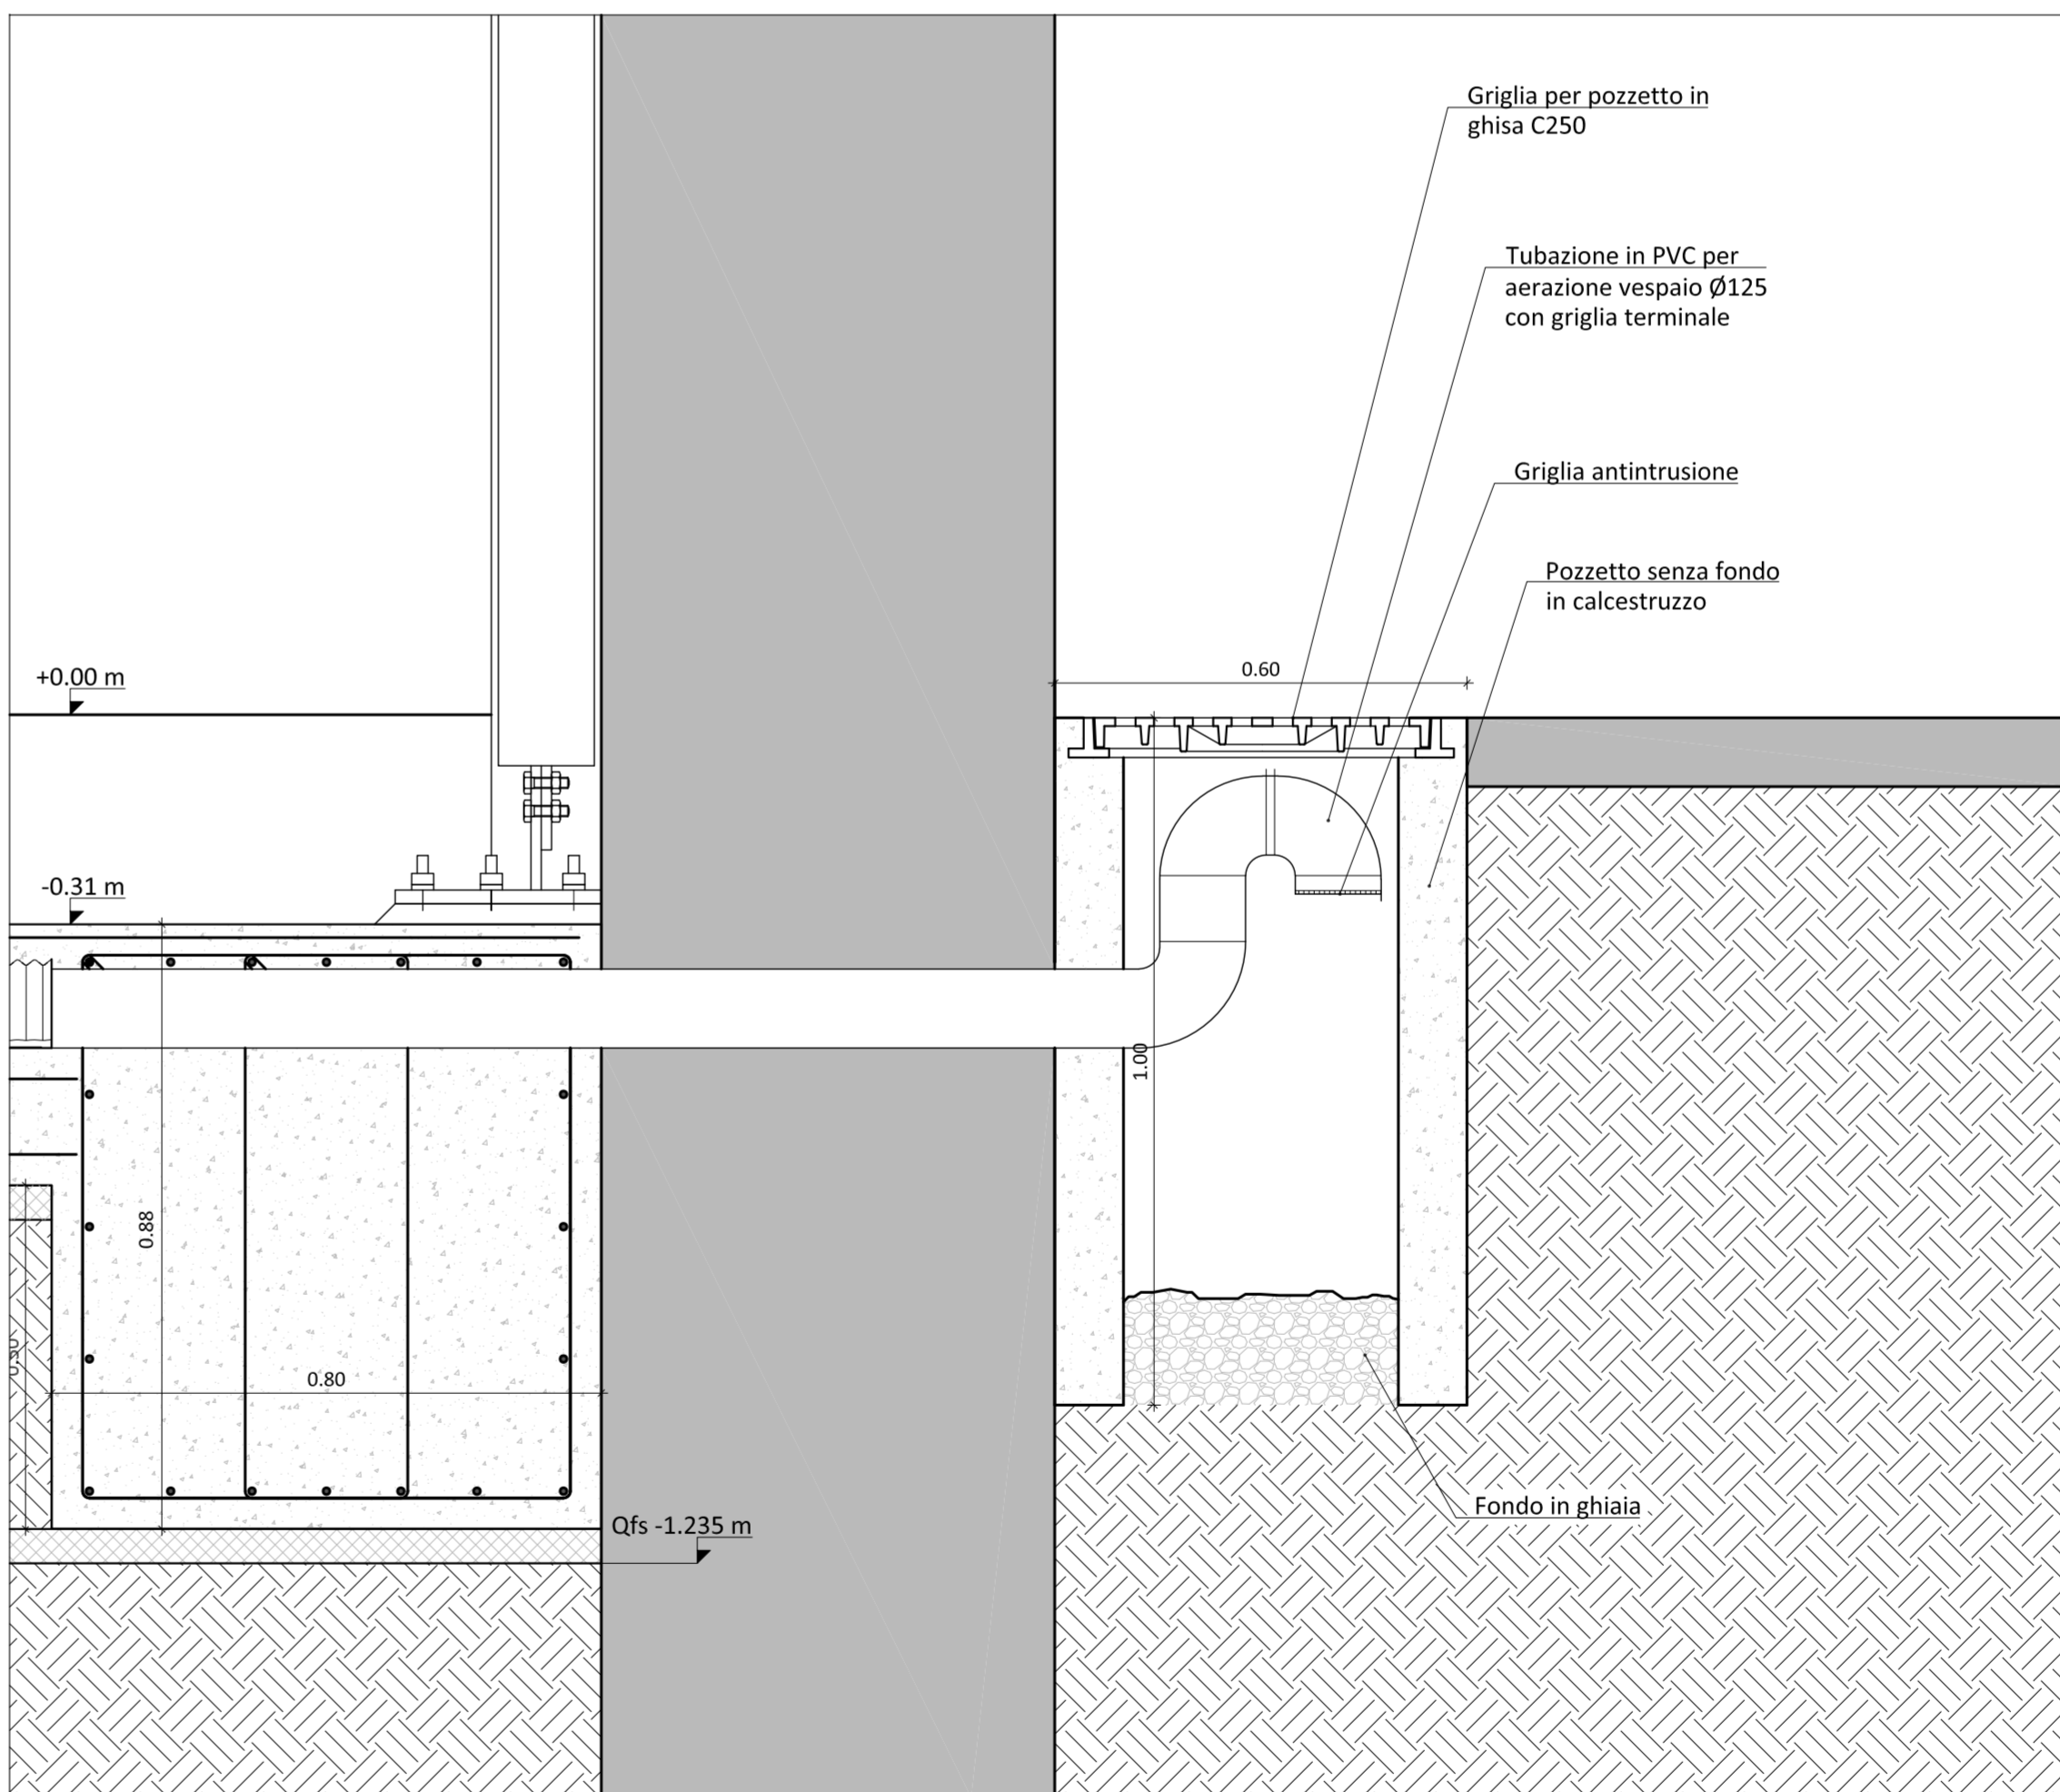 Griglia per pozzetto in
ghisa C250
Tubazione in PVC per
aerazione vespaio Ø125
con griglia terminale
Griglia antintrusione
Pozzetto senza fondo
in calcestruzzo
+0.00 m
0.60
-0.31 m
1.00
0.88
0.80
Qfs -1.235 m
Fondo in ghiaia